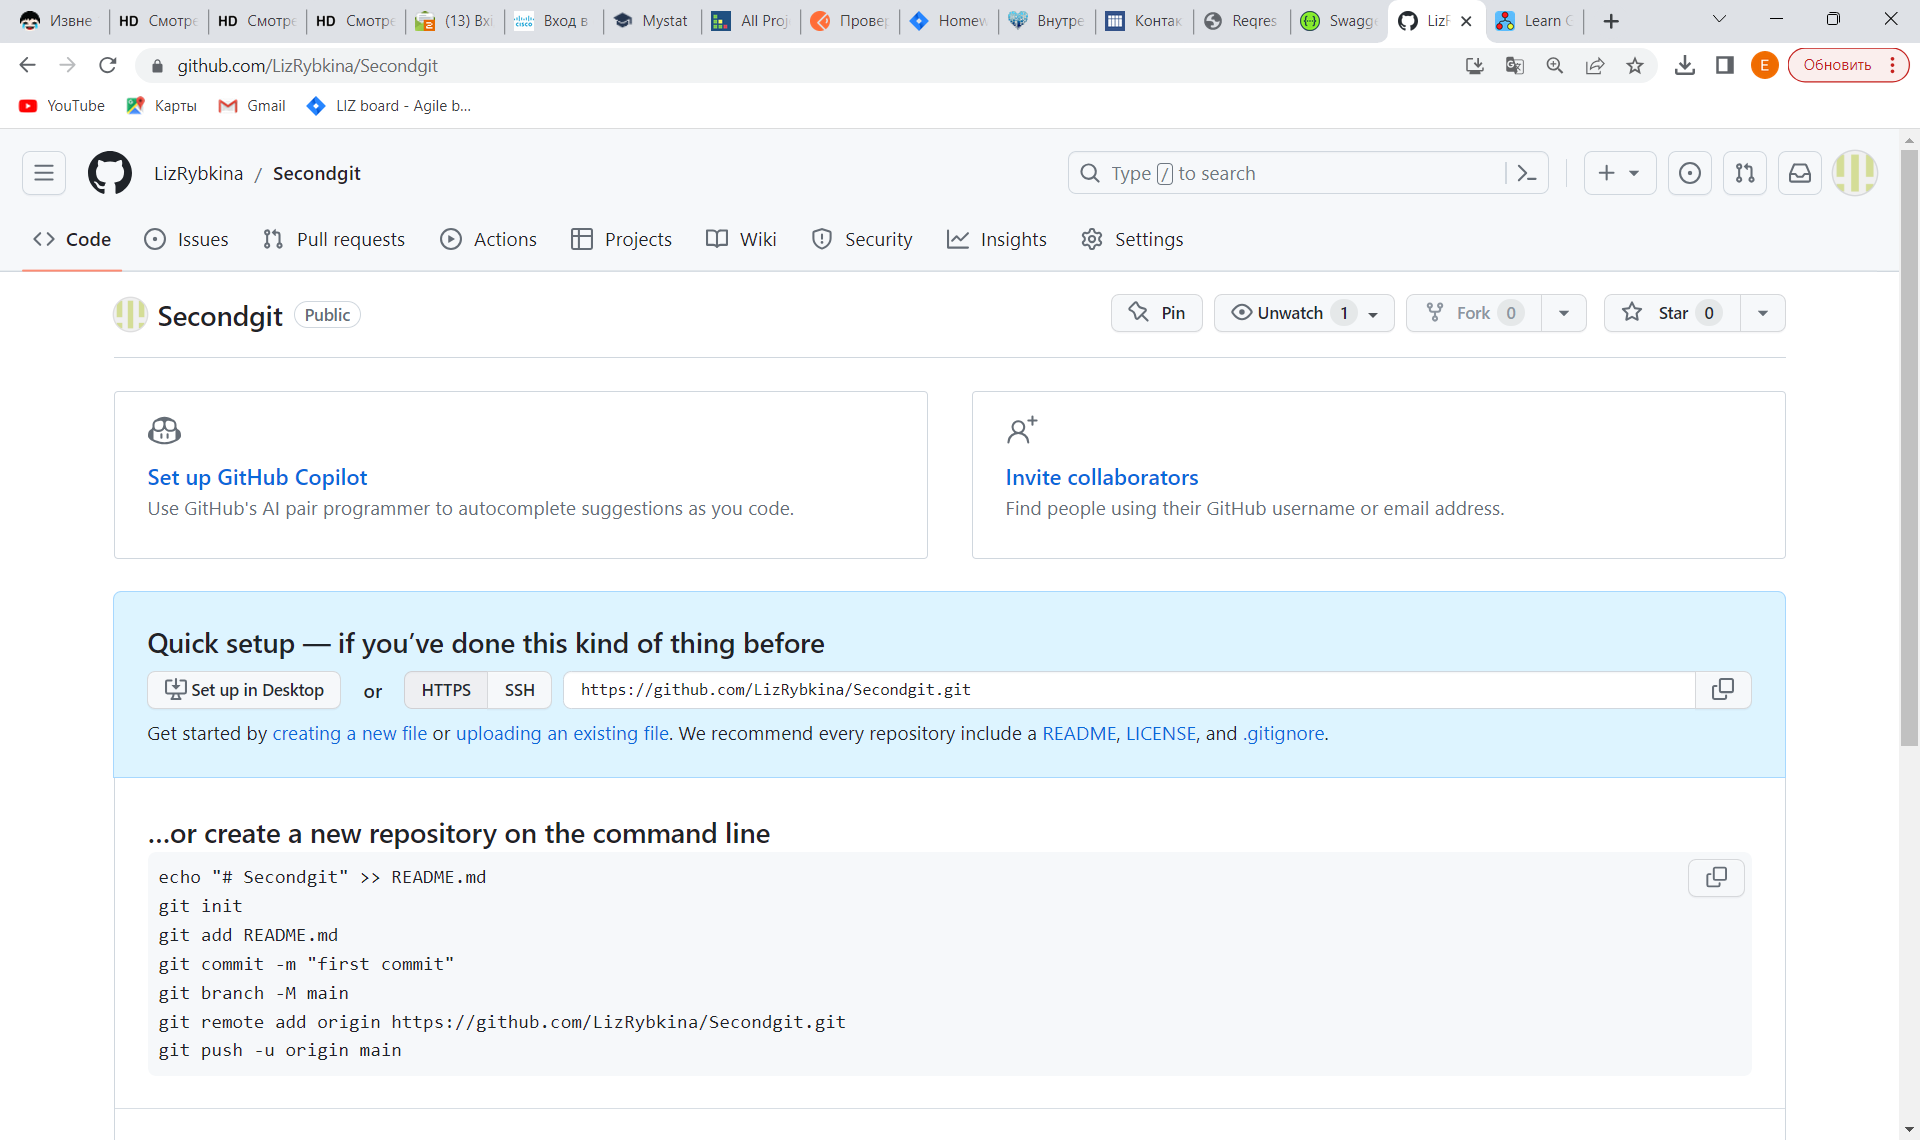 Извне HD Смотре HD Смотре HD Смотре (13) Вхі Вход в Mystat All Proj Провер Homew Внутре Контак Reqres Swagge LizR Learn G
github.com/LizRybkina/Secondgit E Обновить
YouTube Карты Gmail LIZ board - Agile b...
LizRybkina / Secondgit Type / to search
Code Issues Pull requests Actions Projects Wiki Security Insights Settings
Secondgit Public Pin Unwatch 1 Fork 0 Star 0
Set up GitHub Copilot
Use GitHub's AI pair programmer to autocomplete suggestions as you code.
Invite collaborators
Find people using their GitHub username or email address.
Quick setup — if you’ve done this kind of thing before
Set up in Desktop or HTTPS SSH https://github.com/LizRybkina/Secondgit.git
Get started by creating a new file or uploading an existing file. We recommend every repository include a README, LICENSE, and .gitignore.
…or create a new repository on the command line
echo "# Secondgit" >> README.md
git init
git add README.md
git commit -m "first commit"
git branch -M main
git remote add origin https://github.com/LizRybkina/Secondgit.git
git push -u origin main